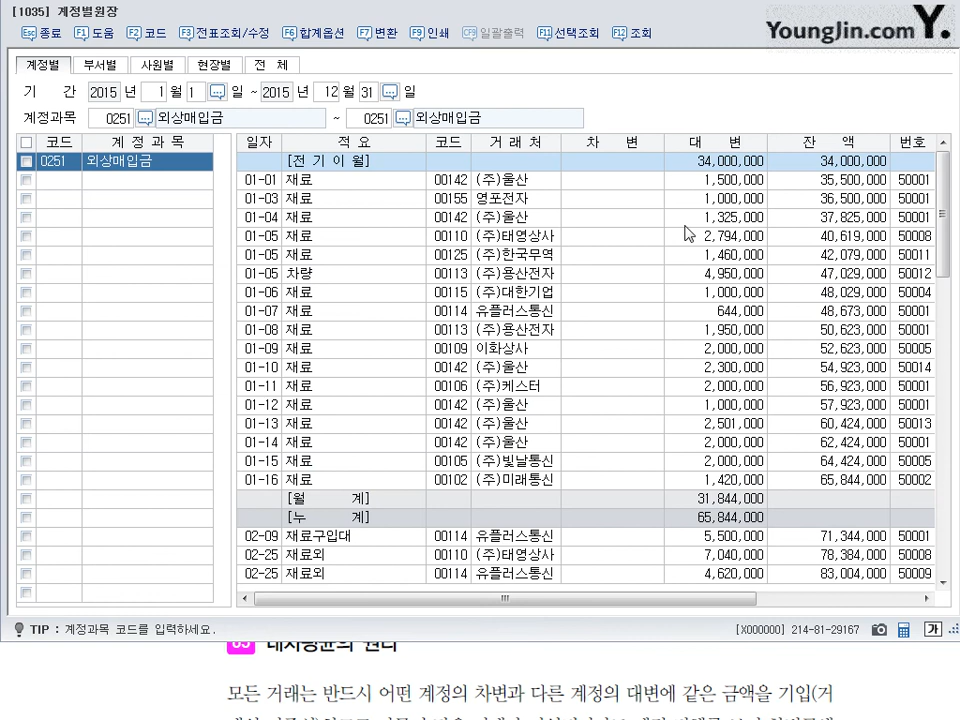 [1035] 계정별원장
YoungJin.com Y.
Esc 종료 F1 도움 F2 코드 F3 전표조회/수정 F6 합계옵션 F7 변환 F9 인쇄 CF9 일괄출력 F11 선택조회 F12 조회
계정별 부서별 사원별 현장별 전 체
기 간 2015 년 1 월 1 일 ~ 2015 년 12 월 31 일
계정과목 0251 외상매입금 ~ 0251 외상매입금
코드 계 정 과 목 일자 적 요 코드 거 래 처 차 변 대 변 잔 액 번호
0251 외상매입금 [전 기 이 월] 34,000,000 34,000,000
01-01 재료 00142 (주)울산 1,500,000 35,500,000 50001
01-03 재료 00155 영포전자 1,000,000 36,500,000 50001
01-04 재료 00142 (주)울산 1,325,000 37,825,000 50001
01-05 재료 00110 (주)태영상사 2,794,000 40,619,000 50008
01-05 재료 00125 (주)한국무역 1,460,000 42,079,000 50011
01-05 차량 00113 (주)용산전자 4,950,000 47,029,000 50012
01-06 재료 00115 (주)대한기업 1,000,000 48,029,000 50004
01-07 재료 00114 유플러스통신 644,000 48,673,000 50001
01-08 재료 00113 (주)용산전자 1,950,000 50,623,000 50001
01-09 재료 00109 이화상사 2,000,000 52,623,000 50005
01-10 재료 00142 (주)울산 2,300,000 54,923,000 50014
01-11 재료 00106 (주)케스터 2,000,000 56,923,000 50001
01-12 재료 00142 (주)울산 1,000,000 57,923,000 50001
01-13 재료 00142 (주)울산 2,501,000 60,424,000 50013
01-14 재료 00142 (주)울산 2,000,000 62,424,000 50001
01-15 재료 00105 (주)빛날통신 2,000,000 64,424,000 50005
01-16 재료 00102 (주)미래통신 1,420,000 65,844,000 50002
[월 계] 31,844,000
[누 계] 65,844,000
02-09 재료구입대 00114 유플러스통신 5,500,000 71,344,000 50001
02-25 재료외 00110 (주)태영상사 7,040,000 78,384,000 50008
02-25 재료외 00114 유플러스통신 4,620,000 83,004,000 50009
TIP : 계정과목 코드를 입력하세요. [X000000] 214-81-29167 가
모든 거래는 반드시 어떤 계정의 차변과 다른 계정의 대변에 같은 금액을 기입(거